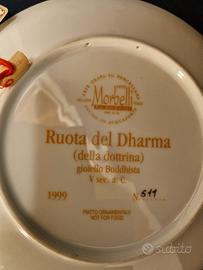 Morbelli
Ruota del Dharma
(della dottrina)
gioiello Buddhista
V sec. a. C.
1999 N. 511
PIATTO ORNAMENTALE
NOT FOR FOOD
subito